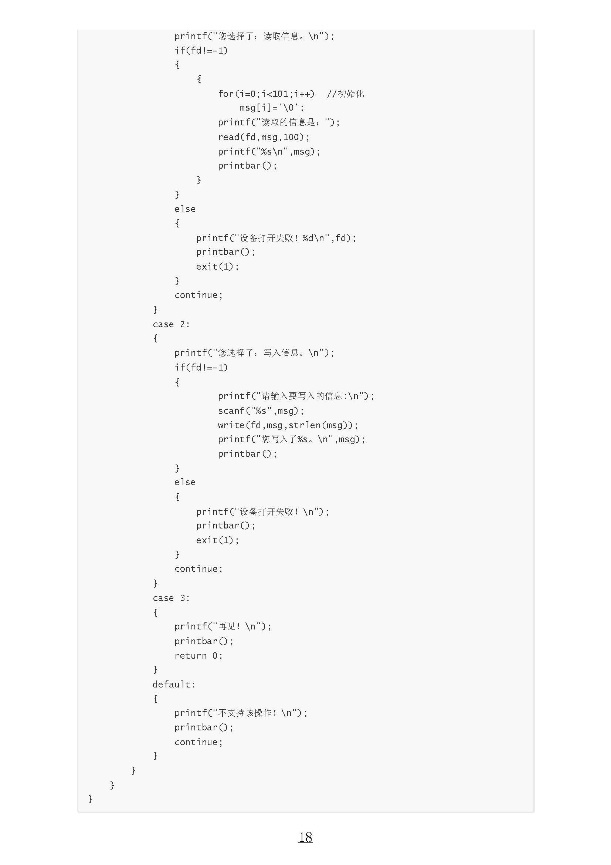 printf("您选择了：读取信息。\n");
if(fd!=-1)
{
{
for(i=0;i<101;i++)  //初始化
msg[i]='\0';
printf("读取的信息是：");
read(fd,msg,100);
printf("%s\n",msg);
printbar();
}
}
else
{
printf("设备打开失败！%d\n",fd);
printbar();
exit(1);
}
continue;
}
case 2:
{
printf("您选择了：写入信息。\n");
if(fd!=-1)
{
printf("请输入要写入的信息:\n");
scanf("%s",msg);
write(fd,msg,strlen(msg));
printf("您写入了%s。\n",msg);
printbar();
}
else
{
printf("设备打开失败！\n");
printbar();
exit(1);
}
continue;
}
case 3:
{
printf("再见！\n");
printbar();
return 0;
}
default:
{
printf("不支持该操作！\n");
printbar();
continue;
}
}
}
}
18